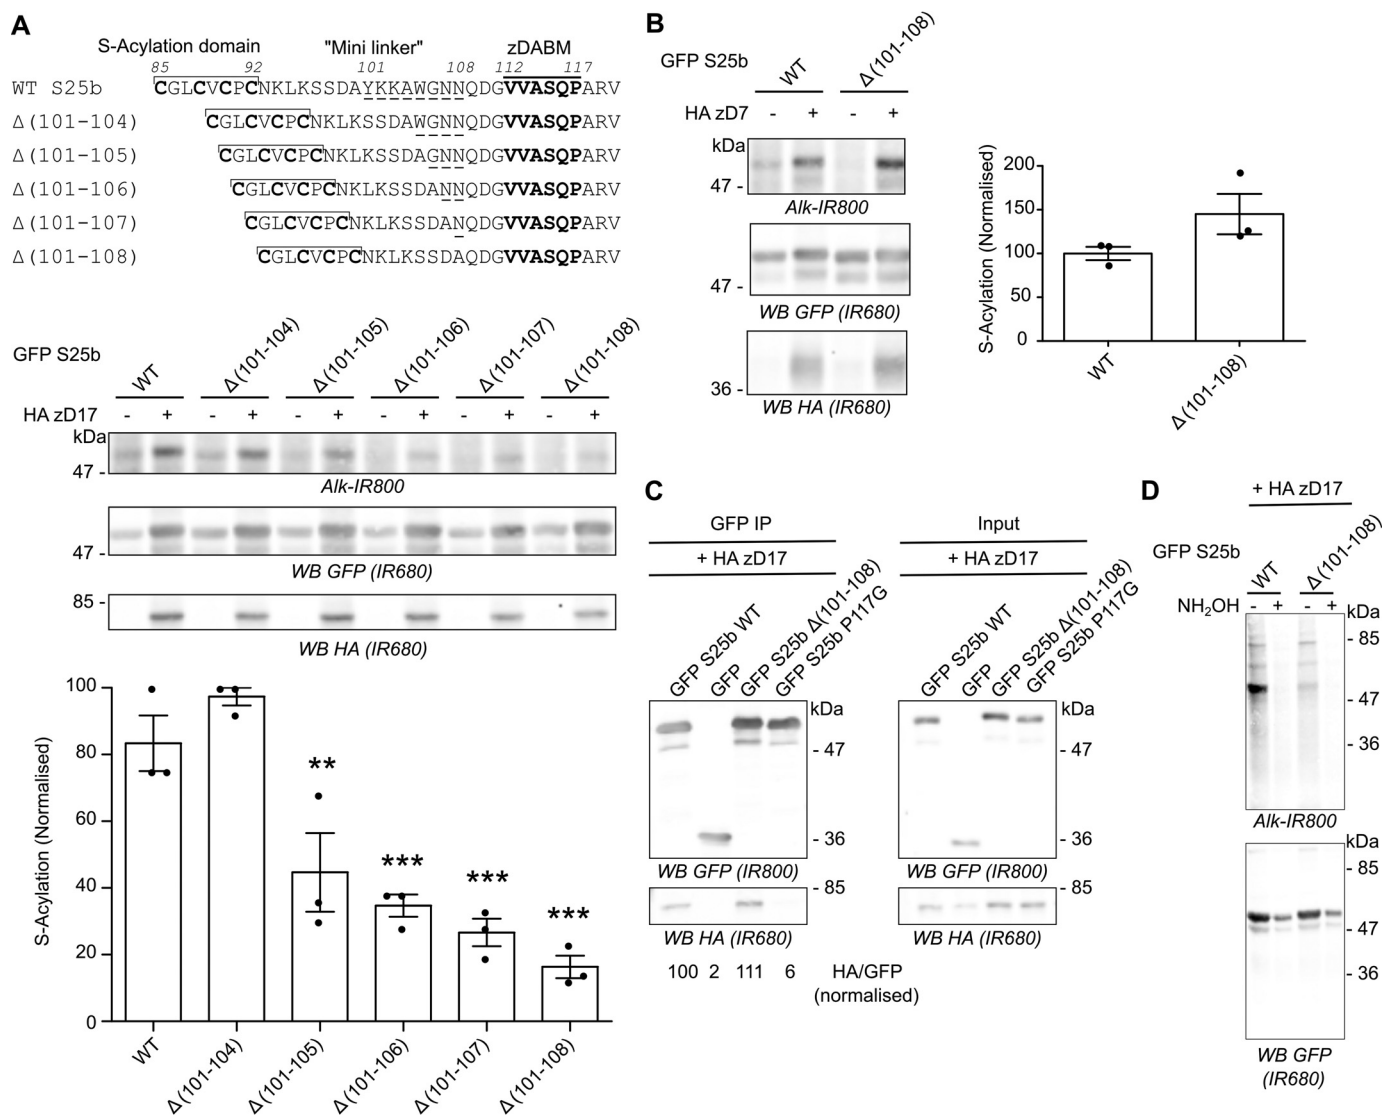 A
S-Acylation domain "Mini linker" zDABM
85 92 101 108 112 117
WT S25b CGLCVCPCNKLKSSDAYKKAWGNNQDGVVASQPARV
Δ(101-104) CGLCVCPCNKLKSSDAWGNNQDGVVASQPARV
Δ(101-105) CGLCVCPCNKLKSSDAGNNQDGVVASQPARV
Δ(101-106) CGLCVCPCNKLKSSDANNQDGVVASQPARV
Δ(101-107) CGLCVCPCNKLKSSDANQDGVVASQPARV
Δ(101-108) CGLCVCPCNKLKSSDAQDGVVASQPARV
GFP S25b WT Δ(101-104) Δ(101-105) Δ(101-106) Δ(101-107) Δ(101-108)
HA zD17 - + - + - + - + - + - +
kDa
47 -
Alk-IR800
47 -
WB GFP (IR680)
85 -
WB HA (IR680)
S-Acylation (Normalised)
100
80
60
40
20
0
** *** *** ***
WT Δ(101-104) Δ(101-105) Δ(101-106) Δ(101-107) Δ(101-108)
B
GFP S25b WT Δ(101-108)
HA zD7 - + - +
kDa
47 -
Alk-IR800
47 -
WB GFP (IR680)
36 -
WB HA (IR680)
S-Acylation (Normalised)
200
150
100
50
0
WT Δ(101-108)
C
GFP IP Input
+ HA zD17 + HA zD17
GFP S25b WT GFP GFP S25b Δ(101-108) GFP S25b P117G
GFP S25b WT GFP GFP S25b Δ(101-108) GFP S25b P117G
kDa kDa
- 47 - 47
- 36 - 36
WB GFP (IR800) WB GFP (IR800)
- 85 - 85
WB HA (IR680) WB HA (IR680)
100 2 111 6 HA/GFP
(normalised)
D
+ HA zD17
GFP S25b WT Δ(101-108)
NH2OH - + - + kDa
- 85
- 47
- 36
Alk-IR800
kDa
- 85
- 47
- 36
WB GFP
(IR680)